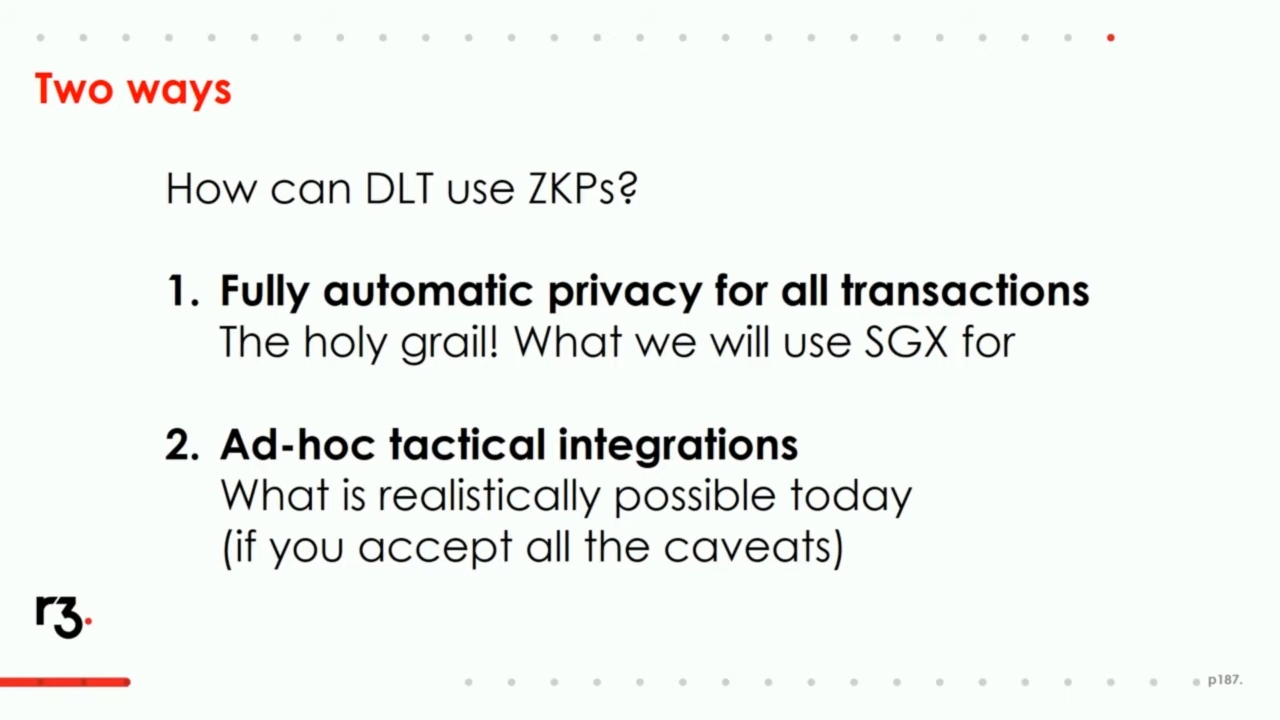 Two ways
How can DLT use ZKPs?
1. Fully automatic privacy for all transactions
The holy grail! What we will use SGX for
2. Ad-hoc tactical integrations
What is realistically possible today
(if you accept all the caveats)
r3.
p187.